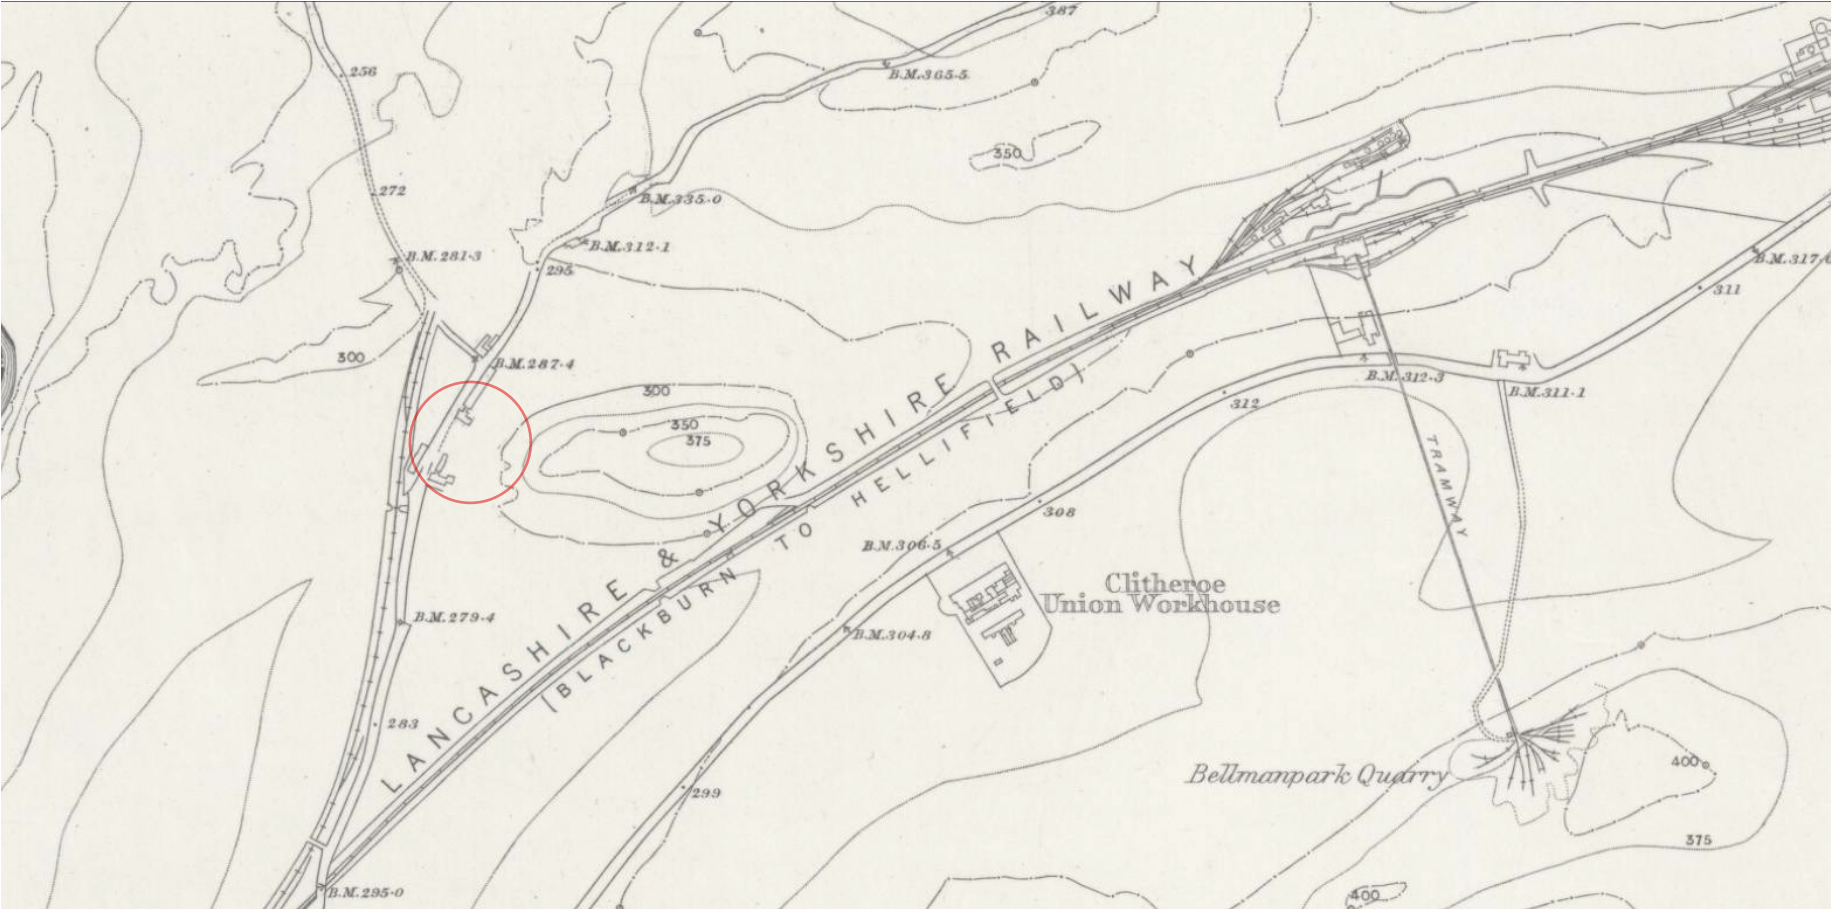 387
256
B.M.365·5
350
272
B.M.335·0
B.M.312·1
B.M.281·3
295
B.M.317·
311
300
B.M.287·4
300
350
375
B.M.312·3
B.M.311·1
312
LANCASHIRE & YORKSHIRE RAILWAY
(BLACKBURN TO HELLIFIELD)
TRAMWAY
308
B.M.306·5
Clitheroe
Union Workhouse
B.M.279·4
B.M.304·8
283
299
Bellmanpark Quarry
400
375
B.M.295·0
400